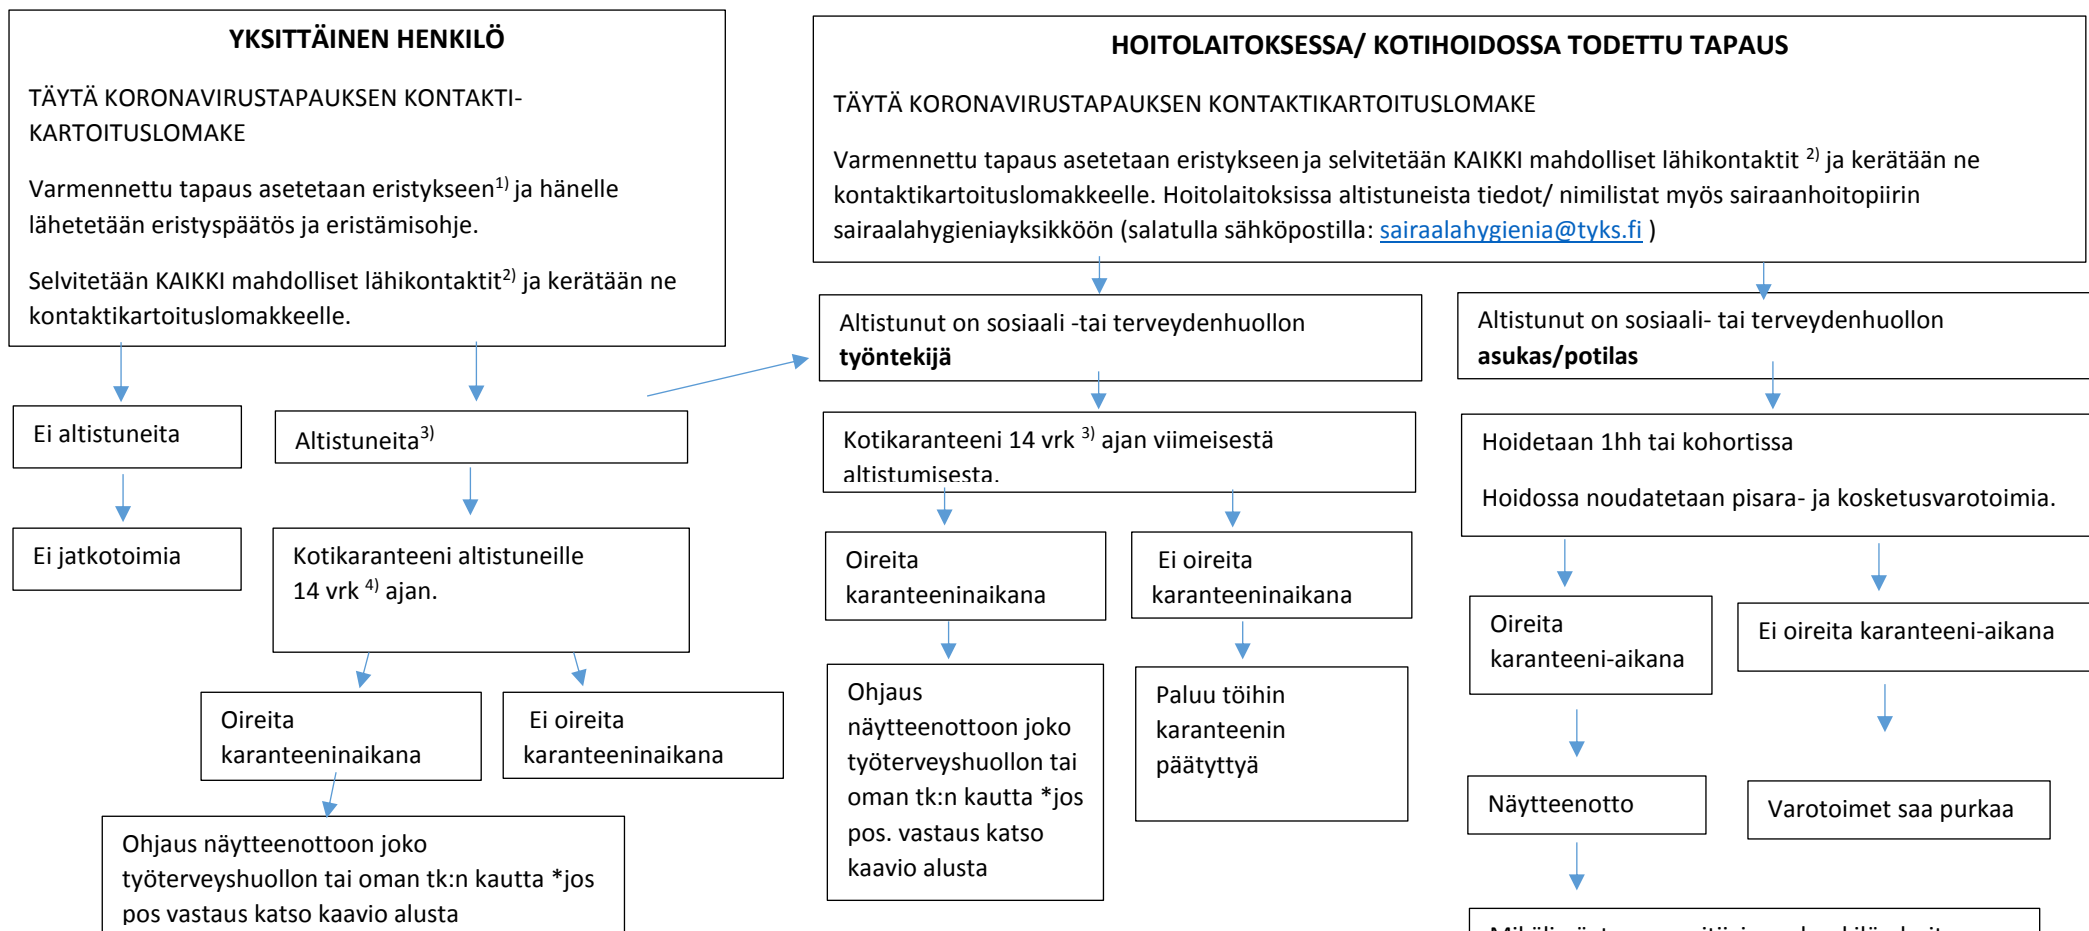 YKSITTÄINEN HENKILÖ
TÄYTÄ KORONAVIRUSTAPAUKSEN KONTAKTI-
KARTOITUSLOMAKE
Varmennettu tapaus asetetaan eristykseen1) ja hänelle
lähetetään eristyspäätös ja eristämisohje.
Selvitetään KAIKKI mahdolliset lähikontaktit2) ja kerätään ne
kontaktikartoituslomakkeelle.
Ei altistuneita
Ei jatkotoimia
Altistuneita3)
Kotikaranteeni altistuneille
14 vrk 4) ajan.
Oireita
karanteeninaikana
Ei oireita
karanteeninaikana
Ohjaus näytteenottoon joko
työterveyshuollon tai oman tk:n kautta *jos
pos vastaus katso kaavio alusta
HOITOLAITOKSESSA/ KOTIHOIDOSSA TODETTU TAPAUS
TÄYTÄ KORONAVIRUSTAPAUKSEN KONTAKTIKARTOITUSLOMAKE
Varmennettu tapaus asetetaan eristykseen ja selvitetään KAIKKI mahdolliset lähikontaktit 2) ja kerätään ne
kontaktikartoituslomakkeelle. Hoitolaitoksissa altistuneista tiedot/ nimilistat myös sairaanhoitopiirin
sairaalahygieniayksikköön (salatulla sähköpostilla: sairaalahygienia@tyks.fi )
Altistunut on sosiaali -tai terveydenhuollon
työntekijä
Kotikaranteeni 14 vrk 3) ajan viimeisestä
altistumisesta.
Oireita
karanteeninaikana
Ei oireita
karanteeninaikana
Ohjaus
näytteenottoon joko
työterveyshuollon tai
oman tk:n kautta *jos
pos. vastaus katso
kaavio alusta
Paluu töihin
karanteenin
päätyttyä
Altistunut on sosiaali- tai terveydenhuollon
asukas/potilas
Hoidetaan 1hh tai kohortissa
Hoidossa noudatetaan pisara- ja kosketusvarotoimia.
Oireita
karanteeni-aikana
Ei oireita karanteeni-aikana
Näytteenotto
Varotoimet saa purkaa